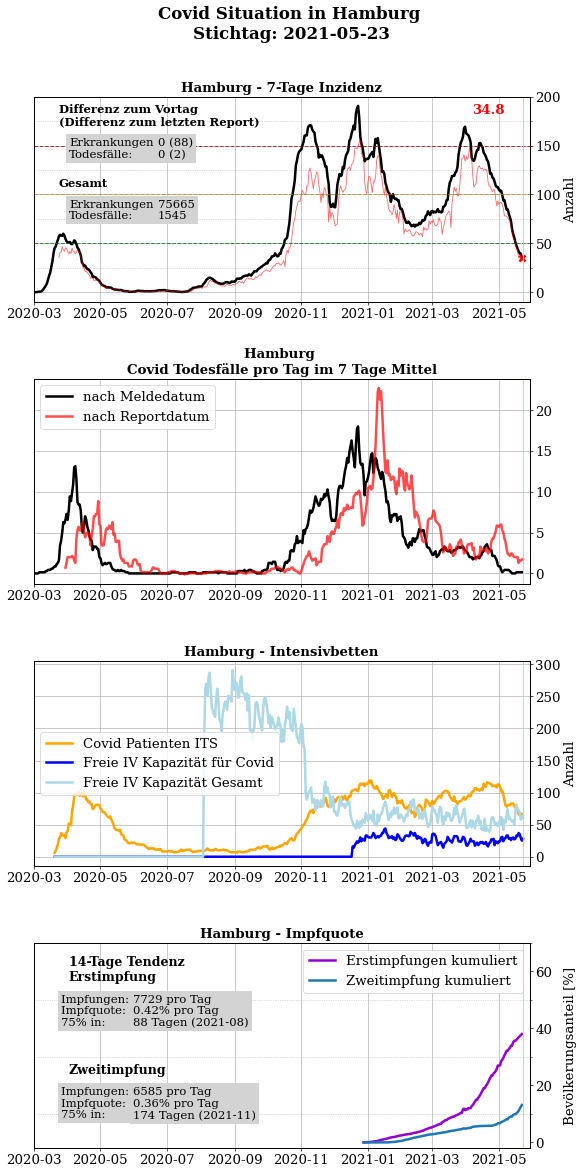 Covid Situation in Hamburg
Stichtag: 2021-05-23
Hamburg - 7-Tage Inzidenz
Differenz zum Vortag
(Differenz zum letzten Report)
Erkrankungen 0 (88)
Todesfälle: 0 (2)
Gesamt
Erkrankungen 75665
Todesfälle: 1545
34.8
200
150
100
50
0
Anzahl
2020-03 2020-05 2020-07 2020-09 2020-11 2021-01 2021-03 2021-05
Hamburg
Covid Todesfälle pro Tag im 7 Tage Mittel
nach Meldedatum
nach Reportdatum
20
15
10
5
0
2020-03 2020-05 2020-07 2020-09 2020-11 2021-01 2021-03 2021-05
Hamburg - Intensivbetten
Covid Patienten ITS
Freie IV Kapazität für Covid
Freie IV Kapazität Gesamt
300
250
200
150
100
50
0
Anzahl
2020-03 2020-05 2020-07 2020-09 2020-11 2021-01 2021-03 2021-05
Hamburg - Impfquote
14-Tage Tendenz
Erstimpfung
Impfungen: 7729 pro Tag
Impfquote: 0.42% pro Tag
75% in: 88 Tagen (2021-08)
Zweitimpfung
Impfungen: 6585 pro Tag
Impfquote: 0.36% pro Tag
75% in: 174 Tagen (2021-11)
Erstimpfungen kumuliert
Zweitimpfung kumuliert
60
40
20
0
Bevölkerungsanteil [%]
2020-03 2020-05 2020-07 2020-09 2020-11 2021-01 2021-03 2021-05